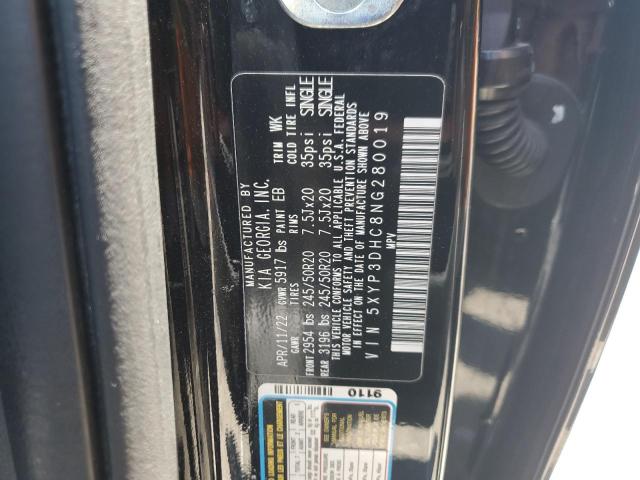 MANUFACTURED BY
KIA GEORGIA, INC.
APR/11/22 GVWR 5917 lbs PAINT EB TRIM WK
GAWR TIRES RIMS COLD TIRE INFL
FRONT 2954 lbs 245/50R20 7.5Jx20 35psi SINGLE
REAR 3196 lbs 245/50R20 7.5Jx20 35psi SINGLE
THIS VEHICLE CONFORMS TO ALL APPLICABLE U.S.A. FEDERAL
MOTOR VEHICLE SAFETY AND THEFT PREVENTION STANDARDS
IN EFFECT ON THE DATE OF MANUFACTURE SHOWN ABOVE
VIN 5XYP3DHC8NG280019
MPV
9110